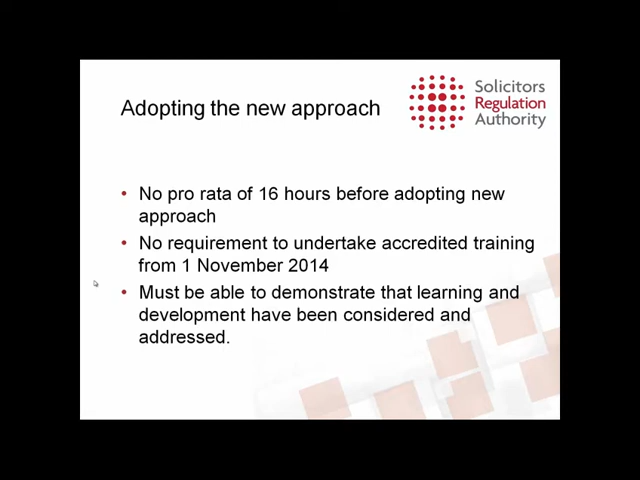 Adopting the new approach
Solicitors
Regulation
Authority
• No pro rata of 16 hours before adopting new
approach
• No requirement to undertake accredited training
from 1 November 2014
• Must be able to demonstrate that learning and
development have been considered and
addressed.